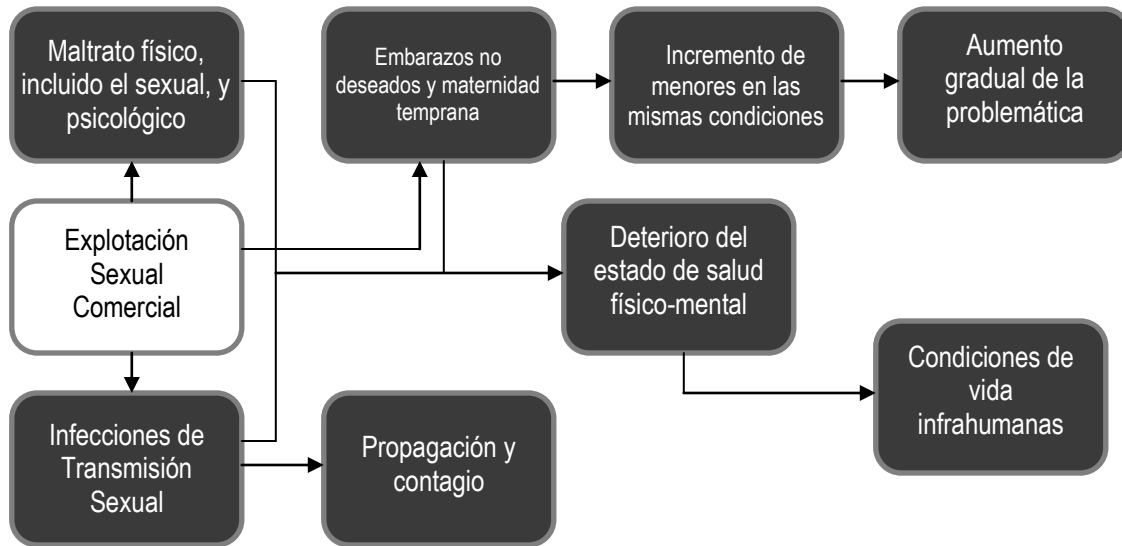 Maltrato físico,
incluido el sexual, y
psicológico
Embarazos no
deseados y maternidad
temprana
Incremento de
menores en las
mismas condiciones
Aumento
gradual de la
problemática
Explotación
Sexual
Comercial
Deterioro del
estado de salud
físico-mental
Condiciones de
vida
infrahumanas
Infecciones de
Transmisión
Sexual
Propagación y
contagio